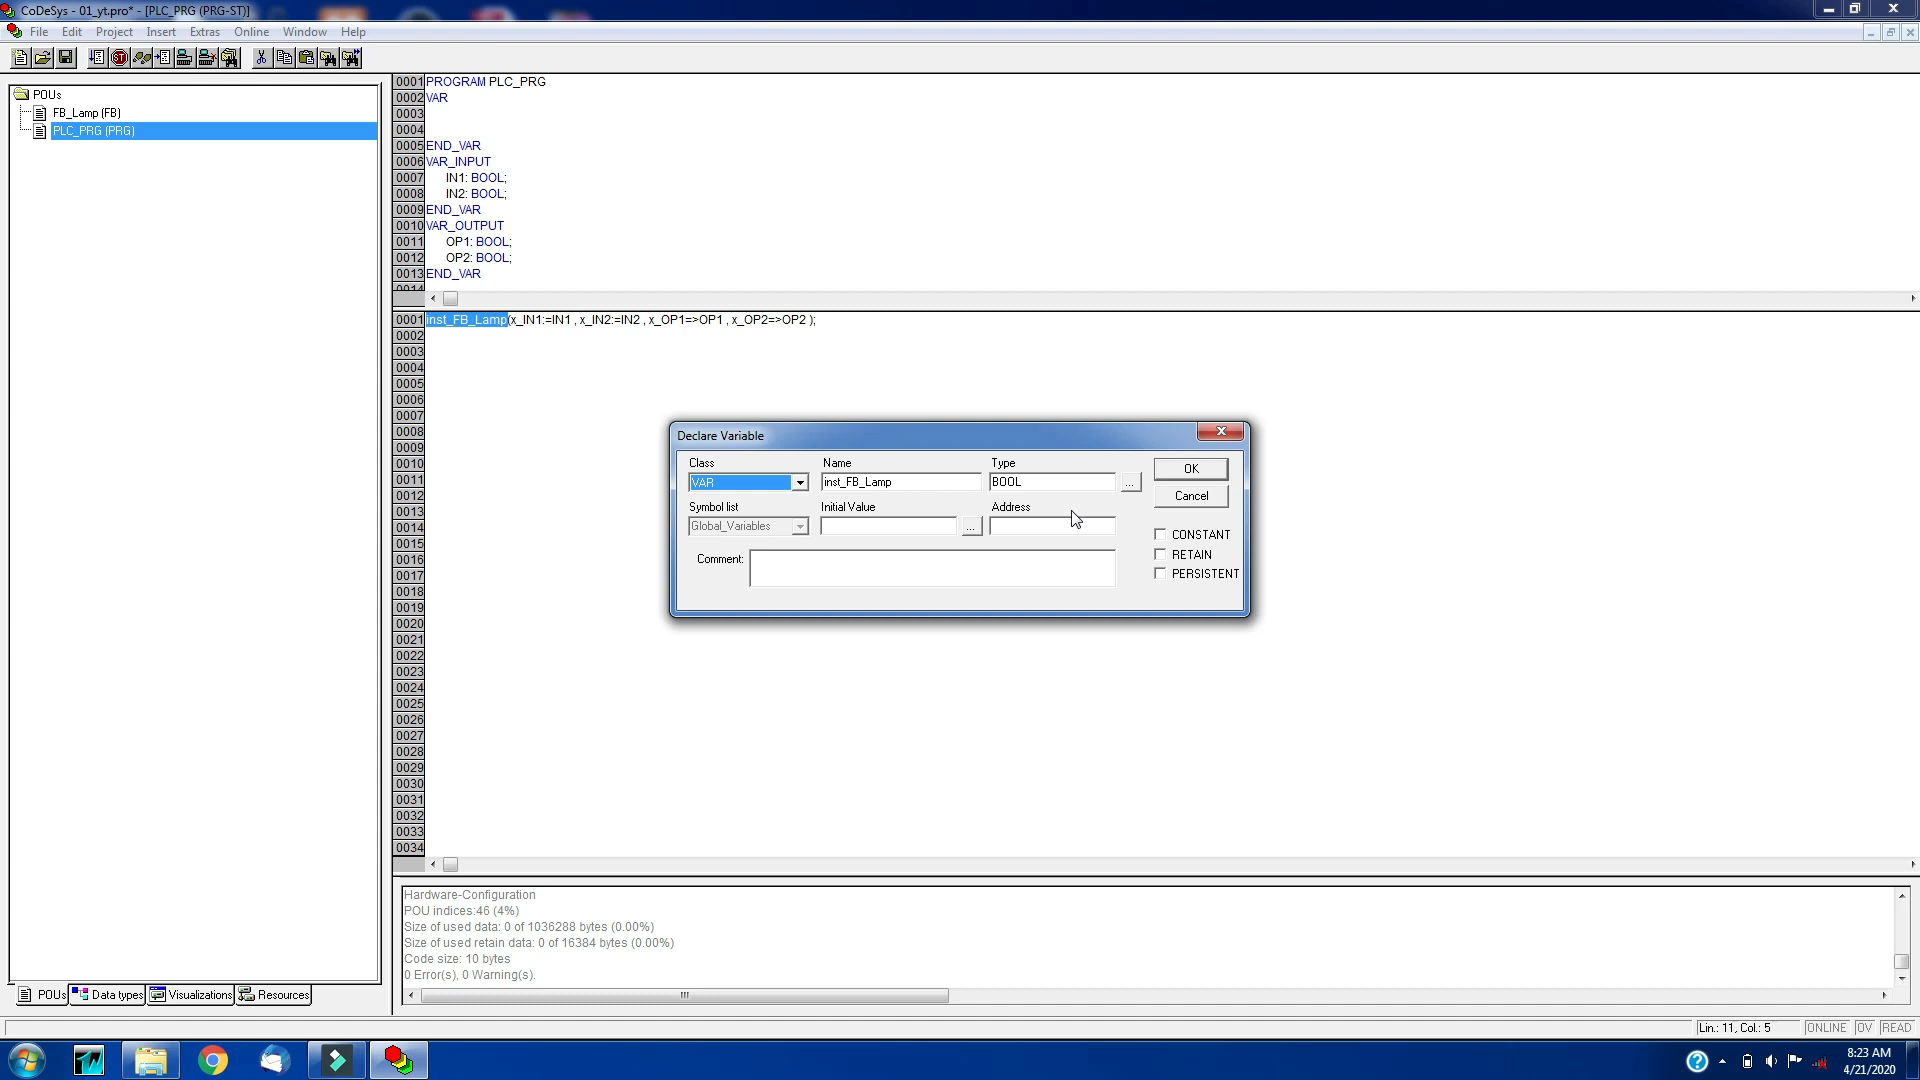 CoDeSys - 01_yt.pro* - [PLC_PRG (PRG-ST)]
File Edit Project Insert Extras Online Window Help
POUs
FB_Lamp (FB)
PLC_PRG (PRG)
0001 PROGRAM PLC_PRG
0002 VAR
0003
0004
0005 END_VAR
0006 VAR_INPUT
0007 IN1: BOOL;
0008 IN2: BOOL;
0009 END_VAR
0010 VAR_OUTPUT
0011 OP1: BOOL;
0012 OP2: BOOL;
0013 END_VAR
0014
0001 inst_FB_Lamp(x_IN1:=IN1 , x_IN2:=IN2 , x_OP1=>OP1 , x_OP2=>OP2 );
0002
0003
0004
0005
0006
0007
0008
0009
0010
0011
0012
0013
0014
0015
0016
0017
0018
0019
0020
0021
0022
0023
0024
0025
0026
0027
0028
0029
0030
0031
0032
0033
0034
Declare Variable
Class Name Type
VAR inst_FB_Lamp BOOL ... OK
Symbol list Initial Value Address Cancel
Global_Variables ...
CONSTANT
Comment: RETAIN
PERSISTENT
Hardware-Configuration
POU indices:46 (4%)
Size of used data: 0 of 1036288 bytes (0.00%)
Size of used retain data: 0 of 16384 bytes (0.00%)
Code size: 10 bytes
0 Error(s), 0 Warning(s).
POUs Data types Visualizations Resources
Lin.: 11, Col.: 5 ONLINE OV READ
8:23 AM
4/21/2020